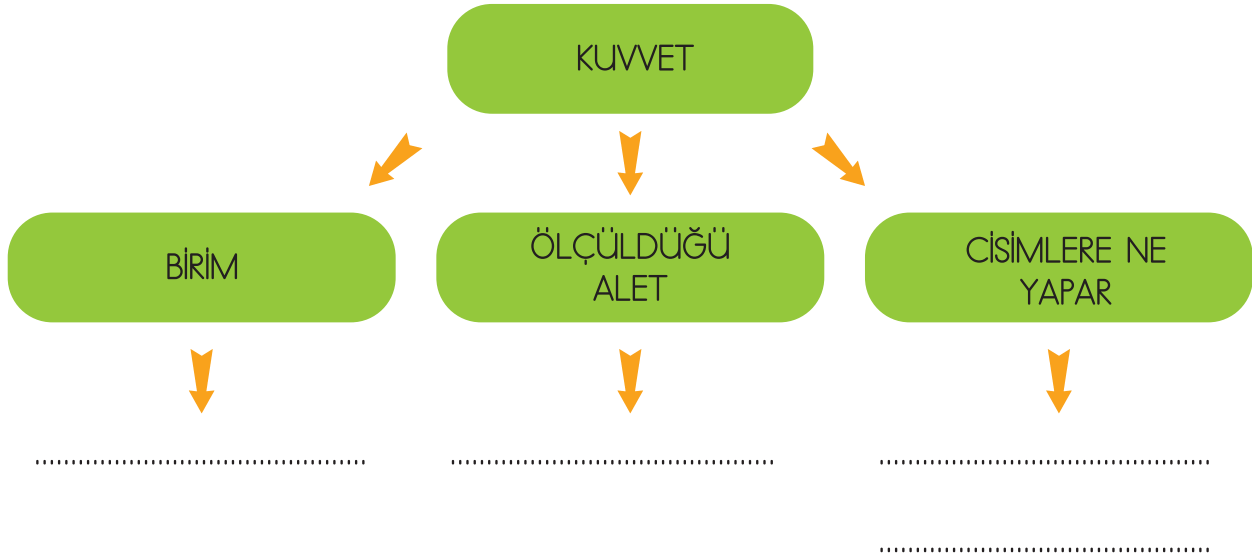 KUVVET
BİRİM
ÖLÇÜLDÜĞÜ
ALET
CİSİMLERE NE
YAPAR